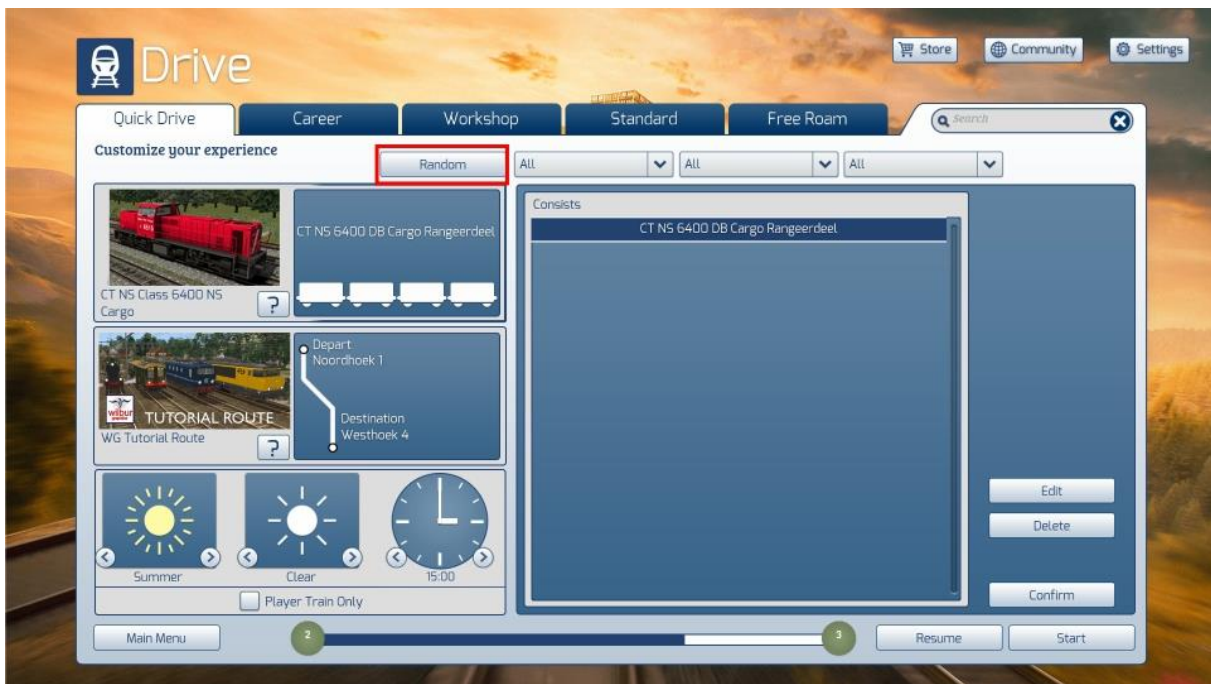 Drive
Store
Community
Settings
Quick Drive
Career
Workshop
Standard
Free Roam
Search
Customize your experience
Random
All
All
All
CT NS 6400 DB Cargo Rangeerdeel
CT NS Class 6400 NS
Cargo
?
Consists
CT NS 6400 DB Cargo Rangeerdeel
wilbur
TUTORIAL ROUTE
WG Tutorial Route
?
Depart
Noordhoek 1
Destination
Westhoek 4
Summer
Clear
15:00
Player Train Only
Edit
Delete
Confirm
Main Menu
2
3
Resume
Start